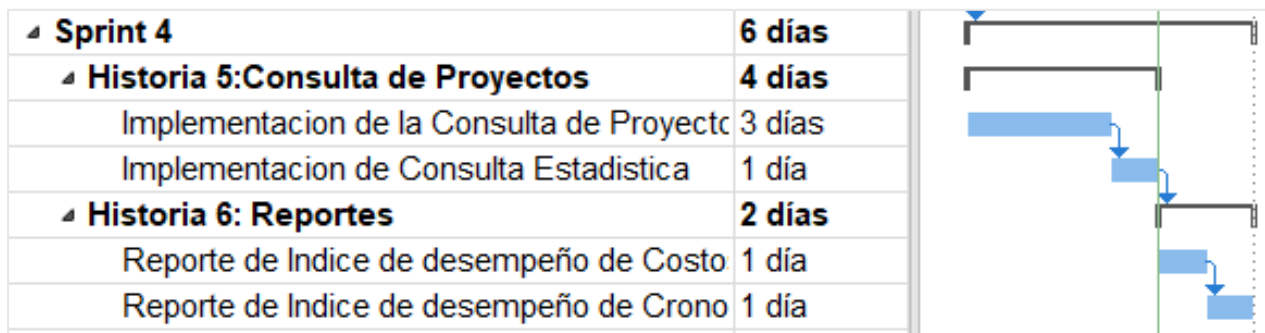 Sprint 4 6 días
Historia 5:Consulta de Proyectos 4 días
Implementacion de la Consulta de Proyecto 3 días
Implementacion de Consulta Estadistica 1 día
Historia 6: Reportes 2 días
Reporte de Indice de desempeño de Costo 1 día
Reporte de Indice de desempeño de Crono 1 día